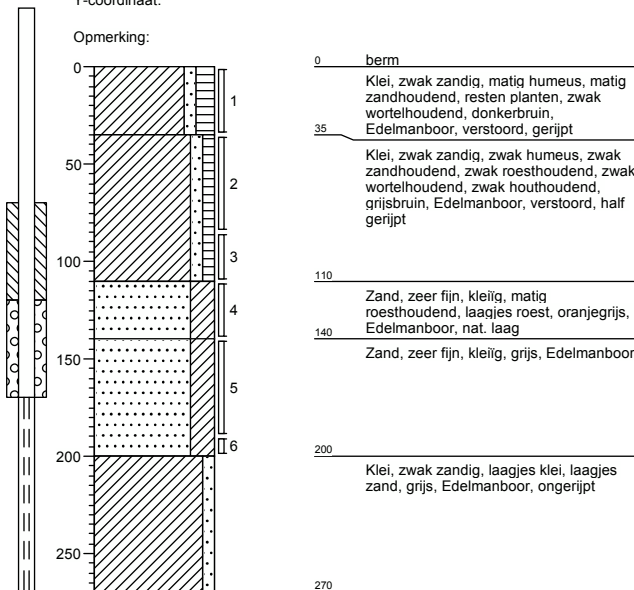 Y-coördinaat:
Opmerking:
0
50
100
150
200
250
1
2
3
4
5
6
0 berm
Klei, zwak zandig, matig humeus, matig
zandhoudend, resten planten, zwak
wortelhoudend, donkerbruin,
Edelmanboor, verstoord, gerijpt
35
Klei, zwak zandig, zwak humeus, zwak
zandhoudend, zwak roesthoudend, zwak
wortelhoudend, zwak houthoudend,
grijsbruin, Edelmanboor, verstoord, half
gerijpt
110
Zand, zeer fijn, kleiïg, matig
roesthoudend, laagjes roest, oranjegrijs,
Edelmanboor, nat. laag
140
Zand, zeer fijn, kleiïg, grijs, Edelmanboor
200
Klei, zwak zandig, laagjes klei, laagjes
zand, grijs, Edelmanboor, ongerijpt
270